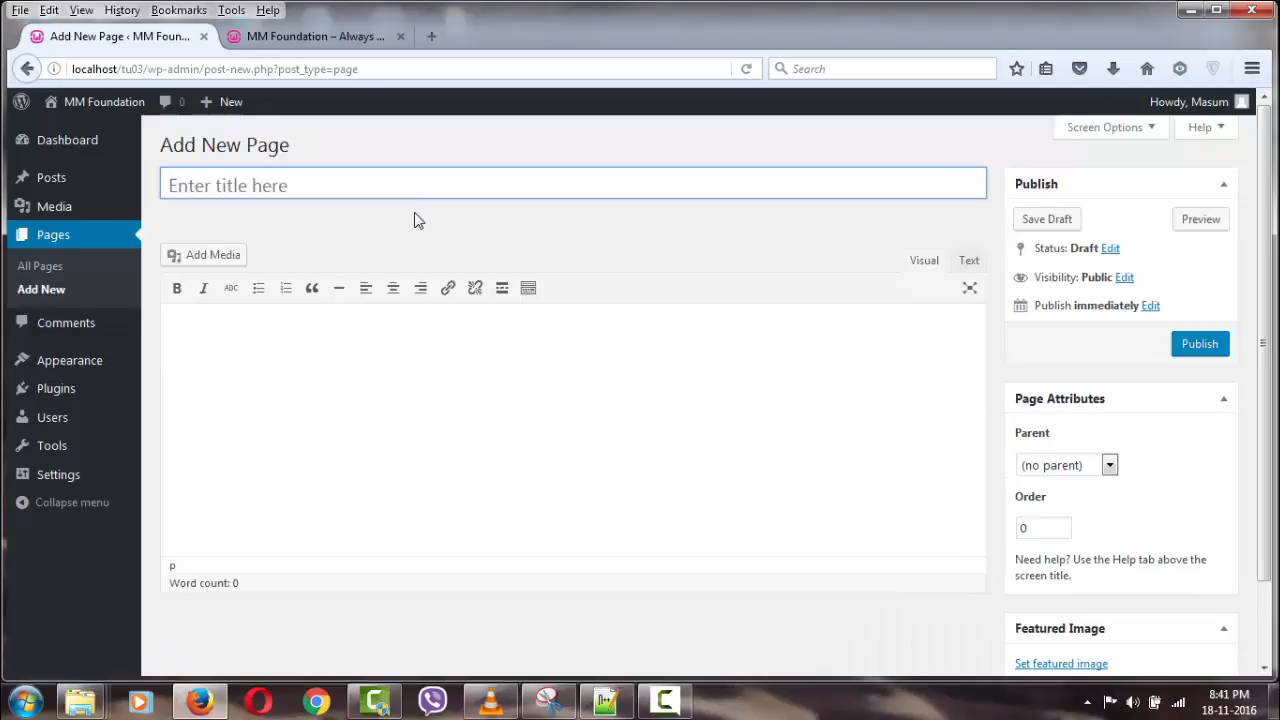 File Edit View History Bookmarks Tools Help
Add New Page ‹ MM Foun... × MM Foundation – Always ... × +
localhost/tu03/wp-admin/post-new.php?post_type=page Search
MM Foundation 0 + New Howdy, Masum
Screen Options Help
Dashboard
Posts
Media
Pages
All Pages
Add New
Comments
Appearance
Plugins
Users
Tools
Settings
Collapse menu
Add New Page
Enter title here
Add Media
Visual Text
B I ABC
p
Word count: 0
Publish
Save Draft Preview
Status: Draft Edit
Visibility: Public Edit
Publish immediately Edit
Publish
Page Attributes
Parent
(no parent)
Order
0
Need help? Use the Help tab above the
screen title.
Featured Image
Set featured image
8:41 PM
18-11-2016